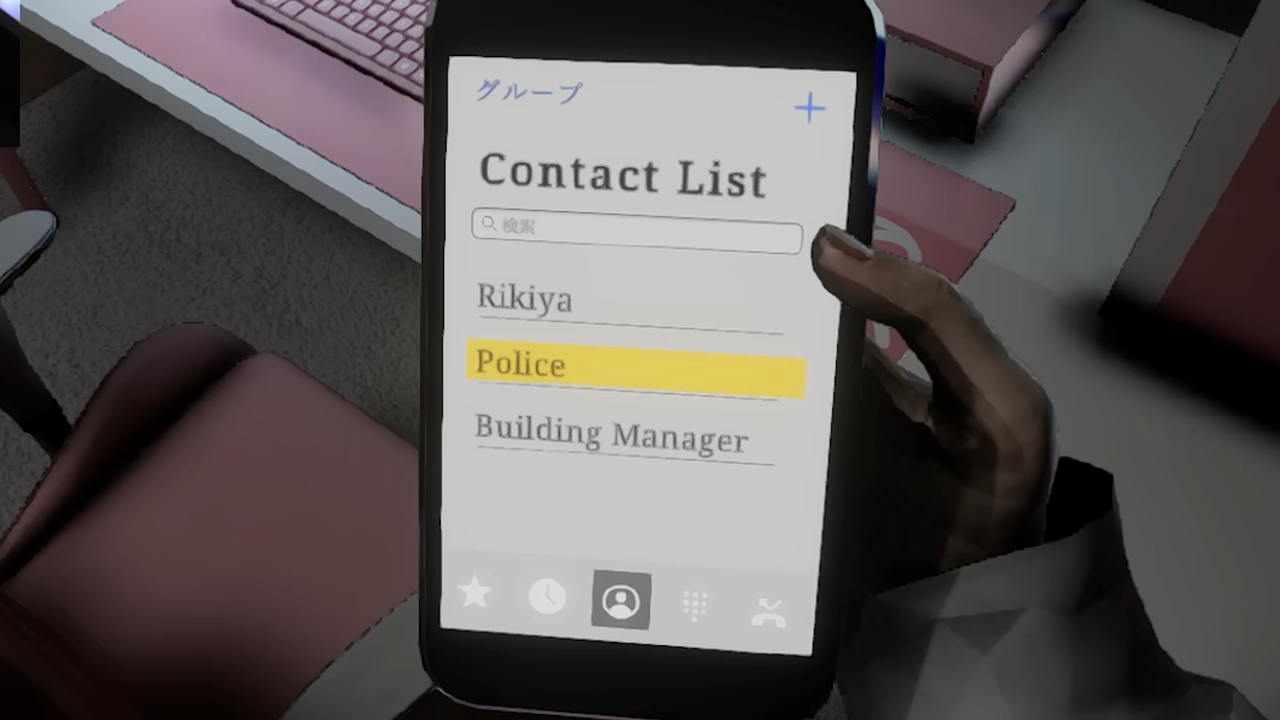 グループ
Contact List
検索
Rikiya
Police
Building Manager